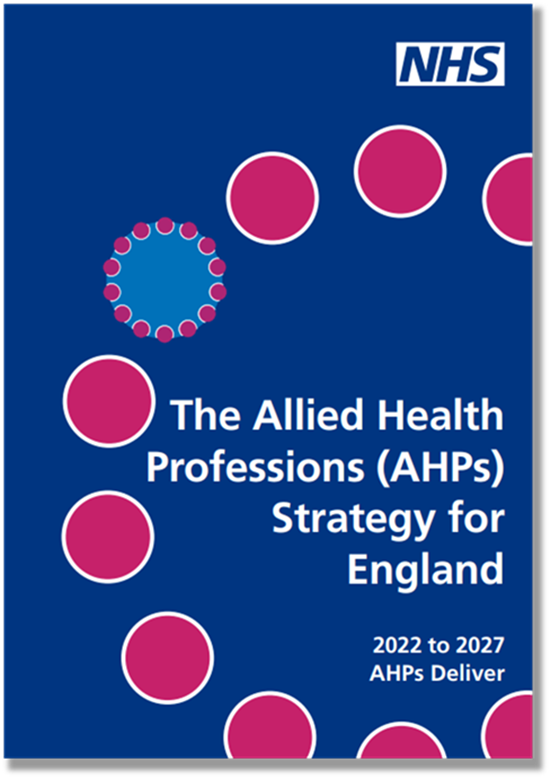 NHS
The Allied Health
Professions (AHPs)
Strategy for
England
2022 to 2027
AHPs Deliver